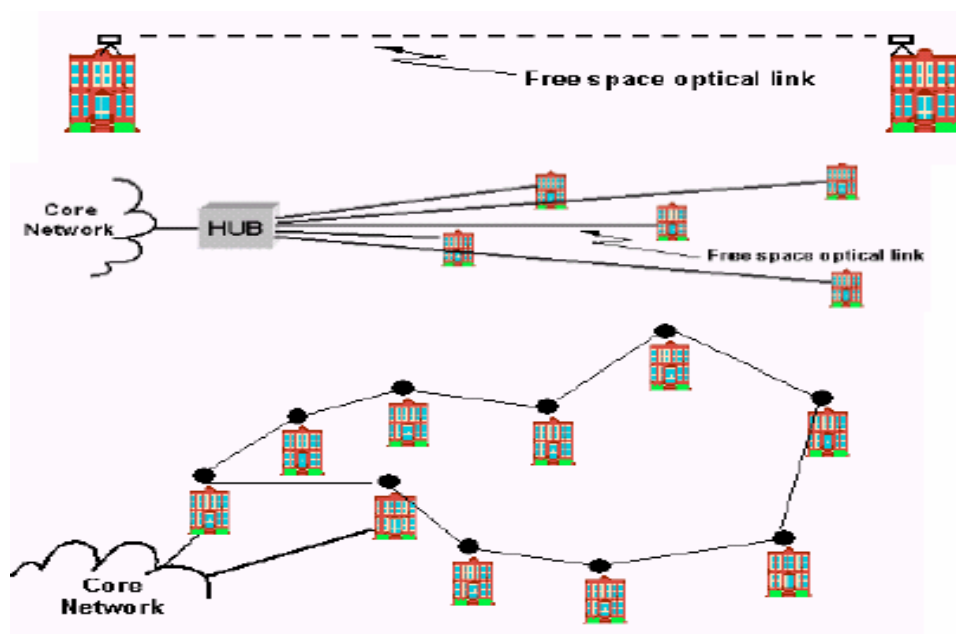 Free space optical link
Core
Network
HUB
Free space optical link
Core
Network